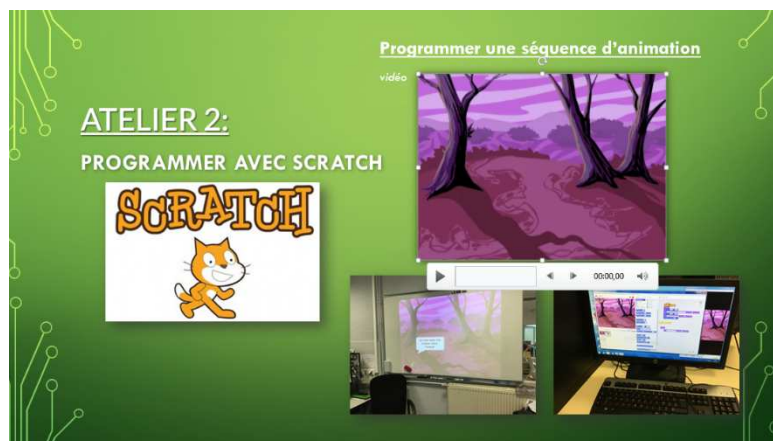 Programmer une séquence d'animation
vidéo
ATELIER 2:
PROGRAMMER AVEC SCRATCH
SCRATCH
00:00,00